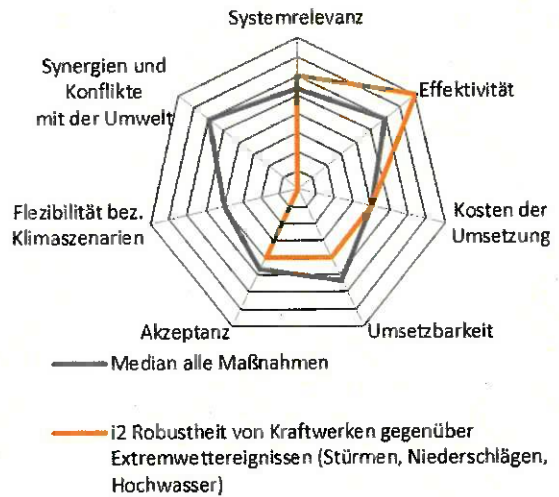 Systemrelevanz
Synergien und
Konflikte
mit der Umwelt
Effektivität
Flezibilität bez.
Klimaszenarien
Kosten der
Umsetzung
Akzeptanz
Umsetzbarkeit
Median alle Maßnahmen
i2 Robustheit von Kraftwerken gegenüber
Extremwettereignissen (Stürmen, Niederschlägen,
Hochwasser)